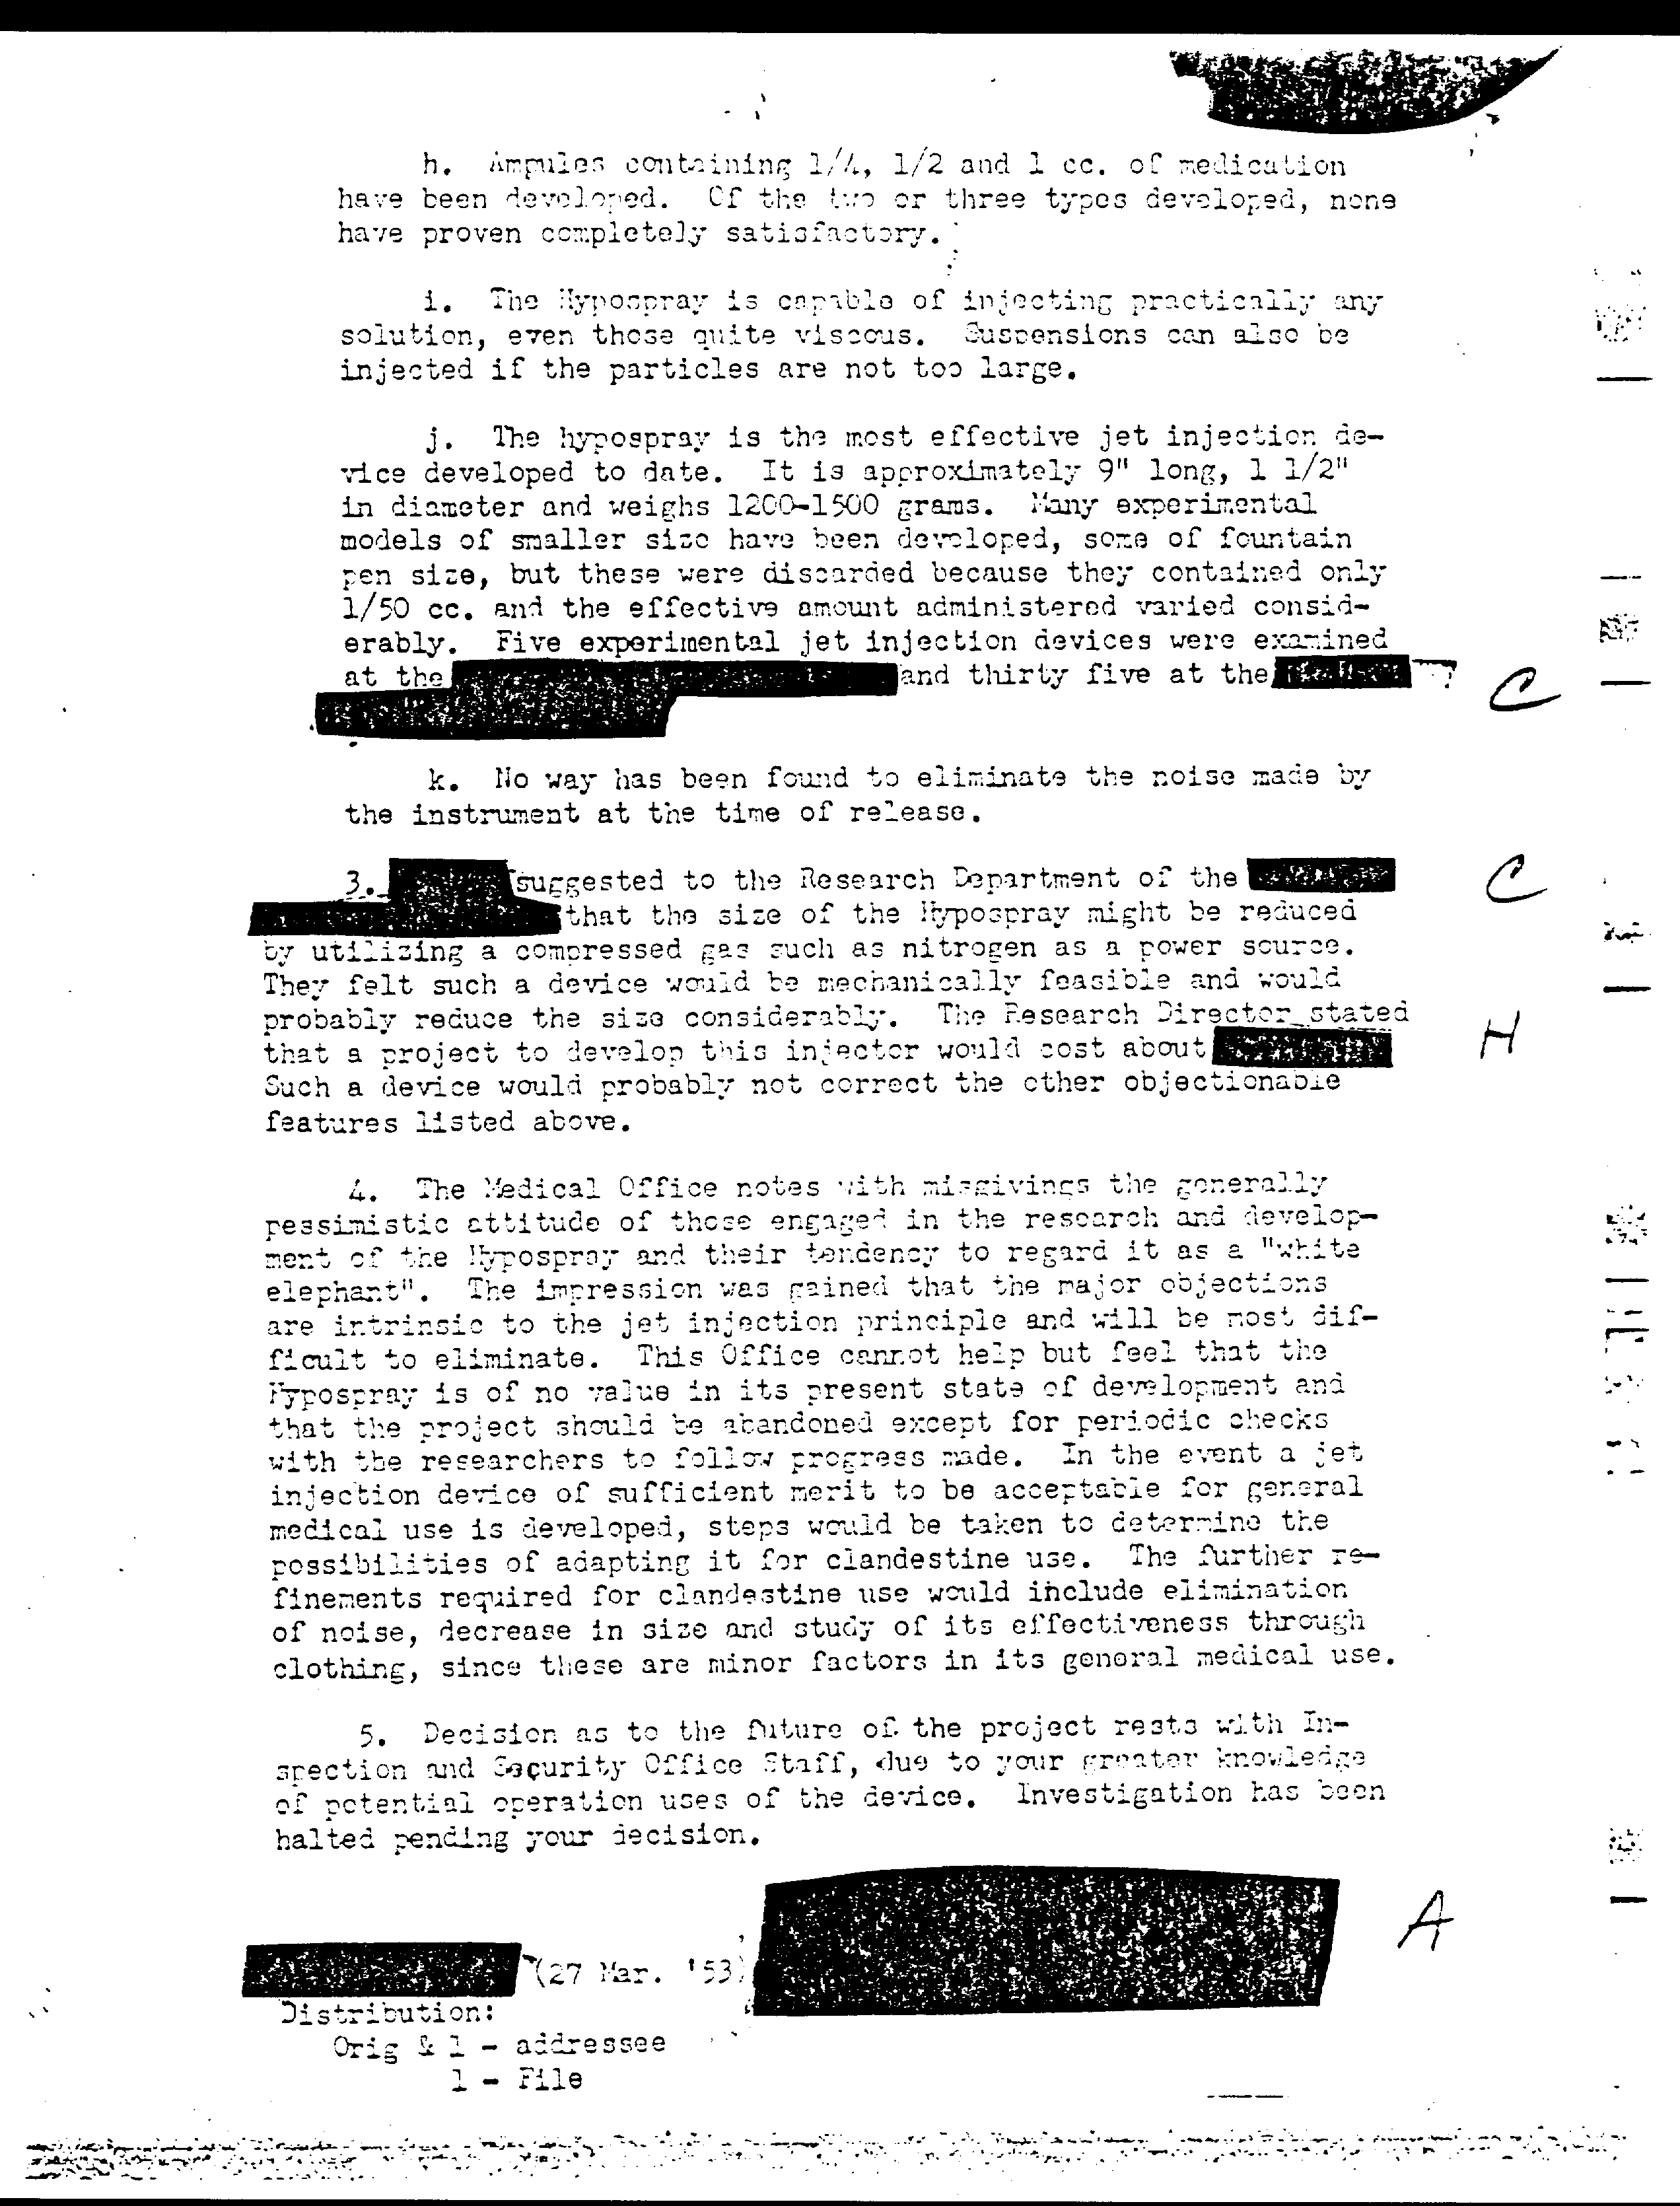 h. Ampules containing 1/4, 1/2 and 1 cc. of medication
have been developed. Of the two or three types developed, none
have proven completely satisfactory.
i. The Hypospray is capable of injecting practically any
solution, even those quite viscous. Suspensions can also be
injected if the particles are not too large.
j. The hypospray is the most effective jet injection de-
vice developed to date. It is approximately 9" long, 1 1/2"
in diameter and weighs 1200-1500 grams. Many experimental
models of smaller size have been developed, some of fountain
pen size, but these were discarded because they contained only
1/50 cc. and the effective amount administered varied consid-
erably. Five experimental jet injection devices were examined
at the and thirty five at the
C
k. No way has been found to eliminate the noise made by
the instrument at the time of release.
3. suggested to the Research Department of the
C
that the size of the Hypospray might be reduced
by utilizing a compressed gas such as nitrogen as a power source.
They felt such a device would be mechanically feasible and would
probably reduce the size considerably. The Research Director stated
that a project to develop this injector would cost about
H
Such a device would probably not correct the other objectionable
features listed above.
4. The Medical Office notes with misgivings the generally
pessimistic attitude of those engaged in the research and develop-
ment of the Hypospray and their tendency to regard it as a "white
elephant". The impression was gained that the major objections
are intrinsic to the jet injection principle and will be most dif-
ficult to eliminate. This Office cannot help but feel that the
Hypospray is of no value in its present state of development and
that the project should be abandoned except for periodic checks
with the researchers to follow progress made. In the event a jet
injection device of sufficient merit to be acceptable for general
medical use is developed, steps would be taken to determine the
possibilities of adapting it for clandestine use. The further re-
finements required for clandestine use would include elimination
of noise, decrease in size and study of its effectiveness through
clothing, since these are minor factors in its general medical use.
5. Decision as to the future of the project rests with In-
spection and Security Office Staff, due to your greater knowledge
of potential operation uses of the device. Investigation has been
halted pending your decision.
A
(27 Mar. '53)
Distribution:
Orig & 1 - addressee
1 - File